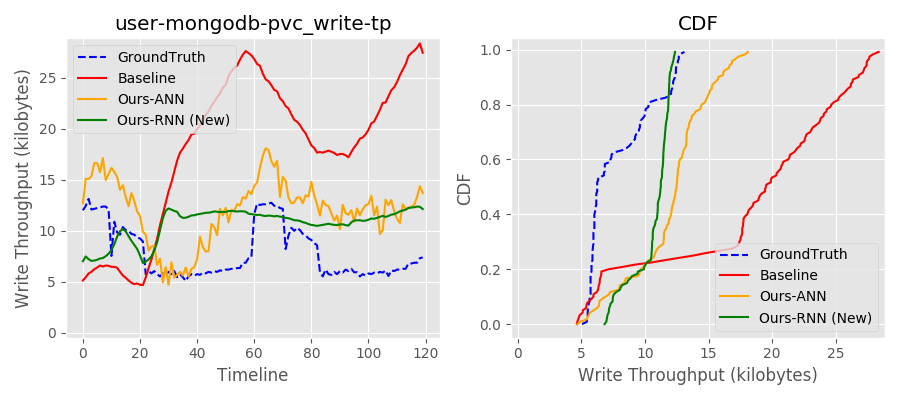 user-mongodb-pvc_write-tp
Write Throughput (kilobytes)
25
20
15
10
5
0
GroundTruth
Baseline
Ours-ANN
Ours-RNN (New)
0 20 40 60 80 100 120
Timeline
CDF
CDF
1.0
0.8
0.6
0.4
0.2
0.0
GroundTruth
Baseline
Ours-ANN
Ours-RNN (New)
0 5 10 15 20 25
Write Throughput (kilobytes)